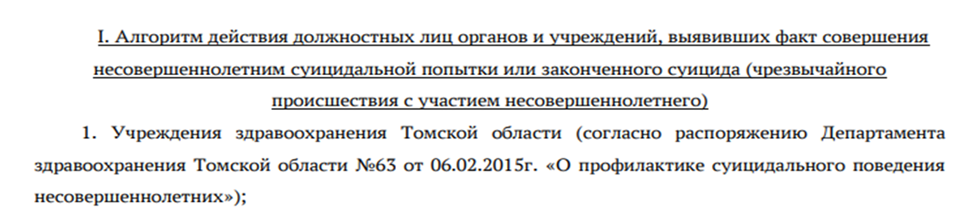 I. Алгоритм действия должностных лиц органов и учреждений, выявивших факт совершения
несовершеннолетним суицидальной попытки или законченного суицида (чрезвычайного
происшествия с участием несовершеннолетнего)
1. Учреждения здравоохранения Томской области (согласно распоряжению Департамента
здравоохранения Томской области №63 от 06.02.2015г. «О профилактике суицидального поведения
несовершеннолетних»);